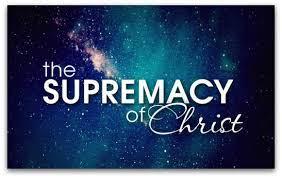 the
SUPREMACY
of Christ